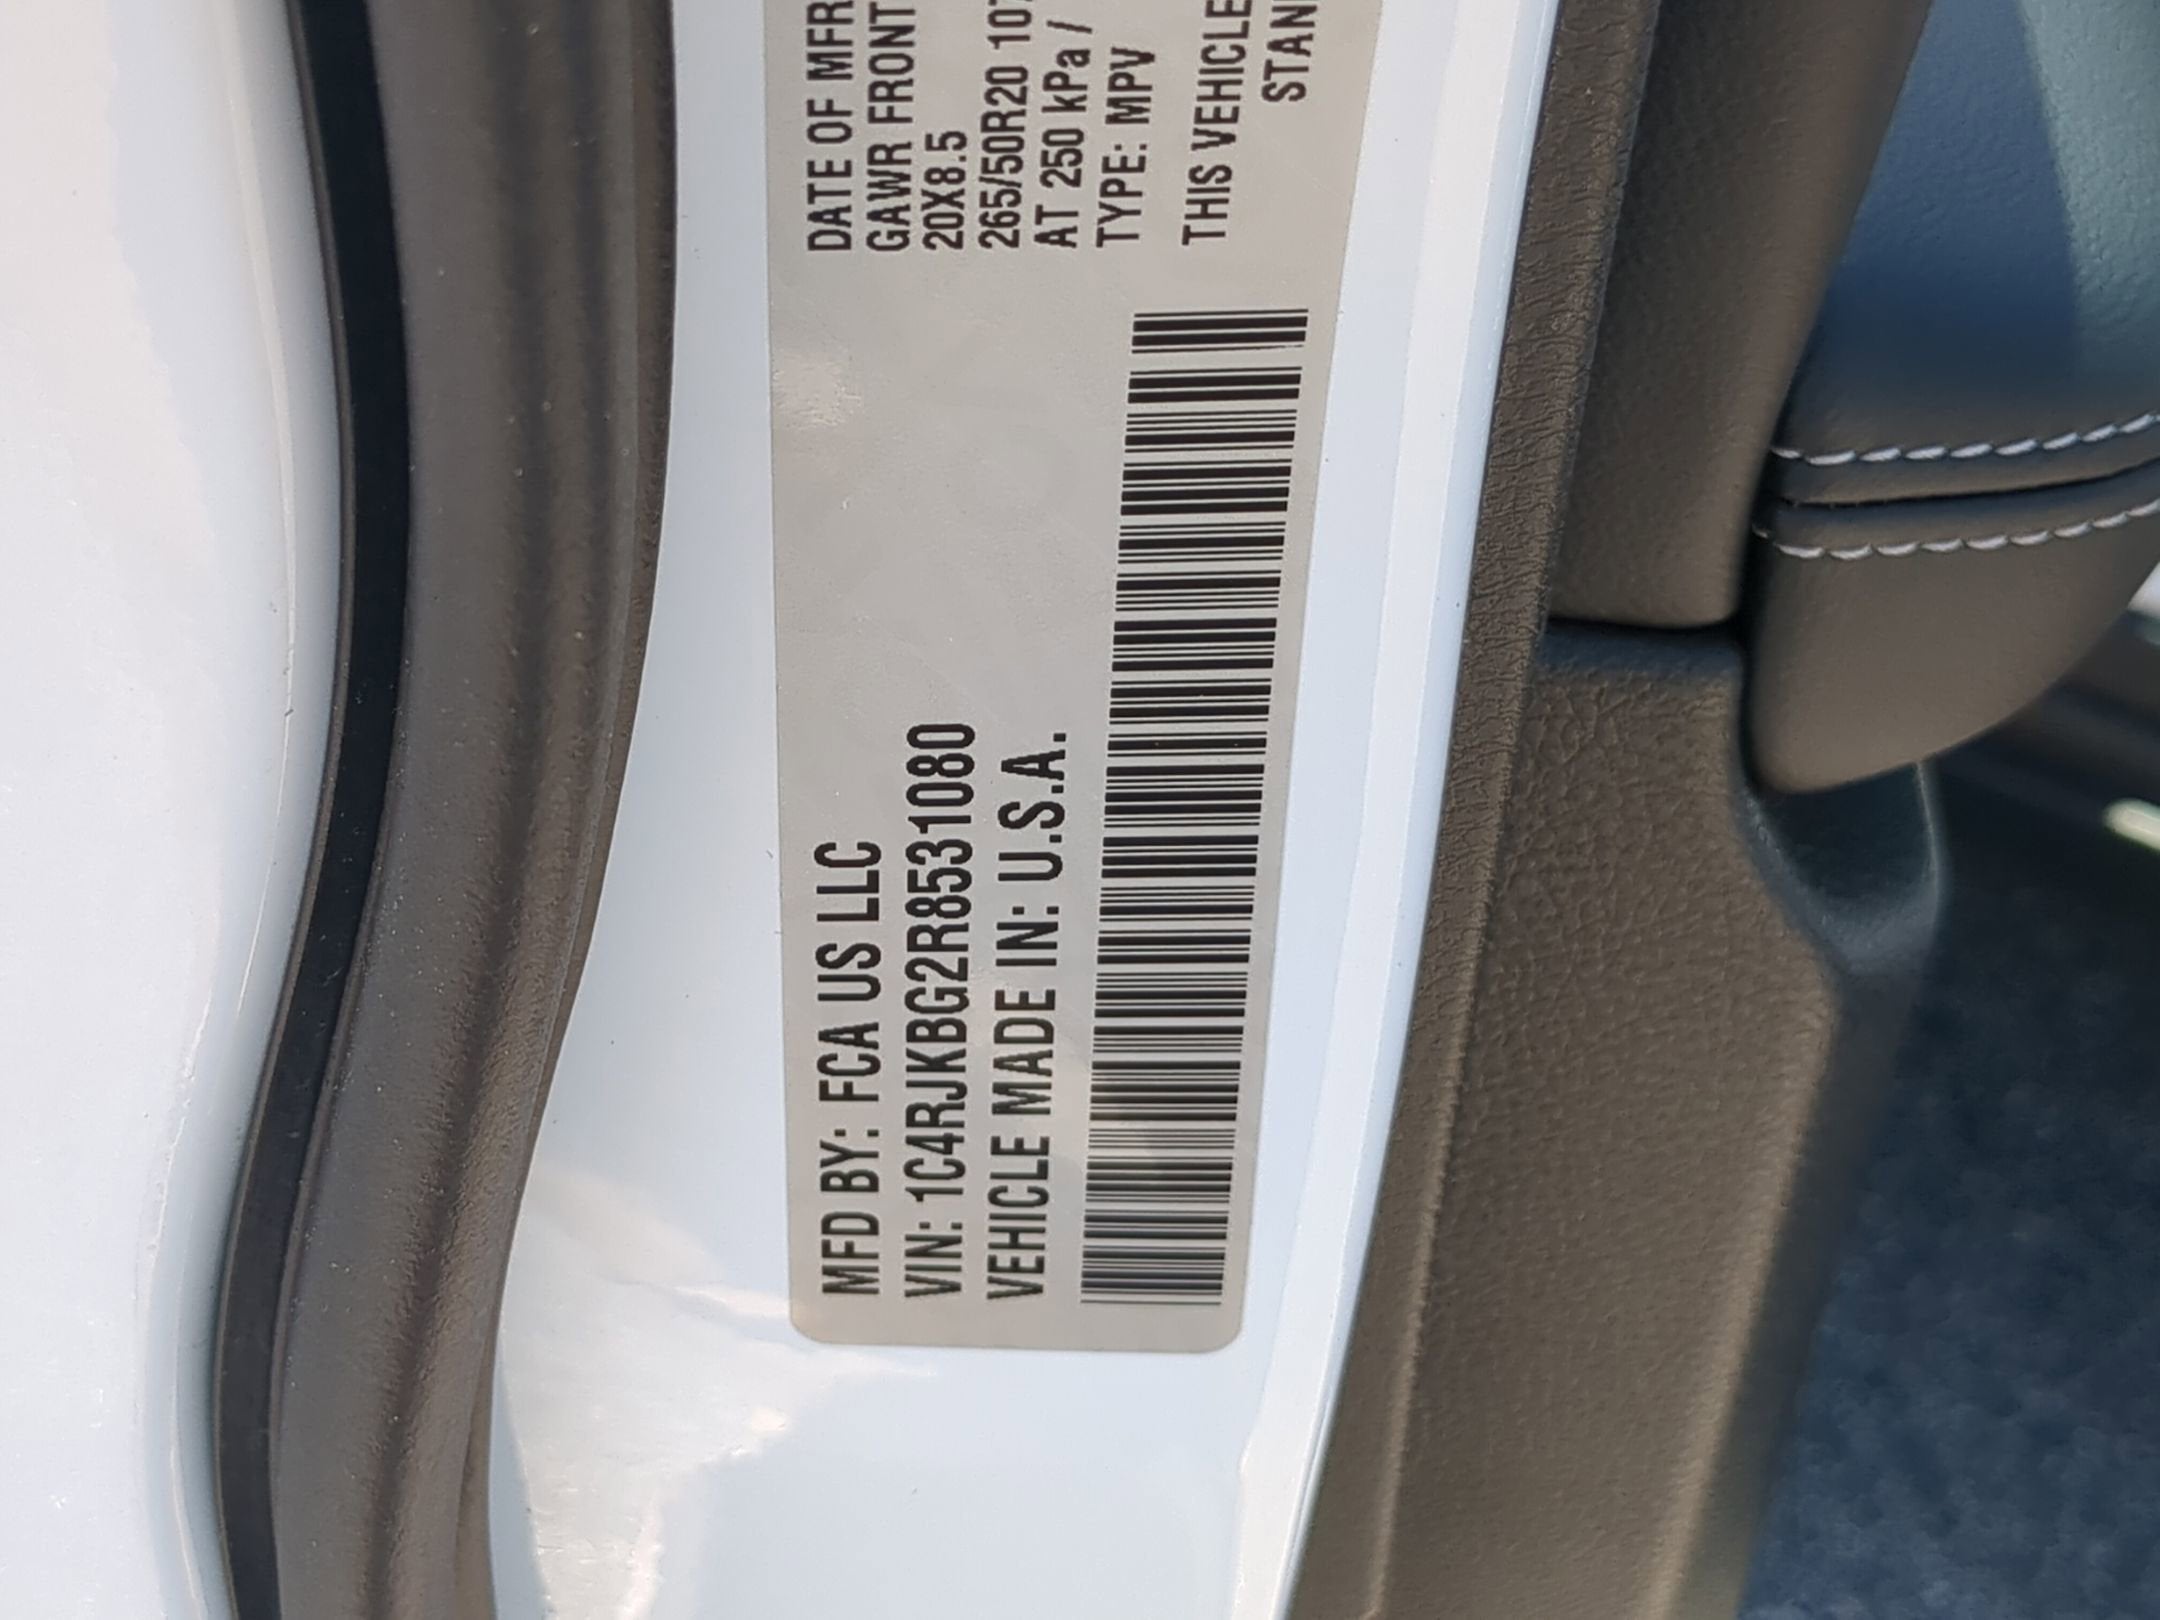 MFD BY: FCA US LLC
VIN: 1C4RJKBG2R8531080
VEHICLE MADE IN: U.S.A.
DATE OF MFR
GAWR FRONT
20X8.5
265/50R20 107
AT 250 kPa /
TYPE: MPV
THIS VEHICLE
STAN